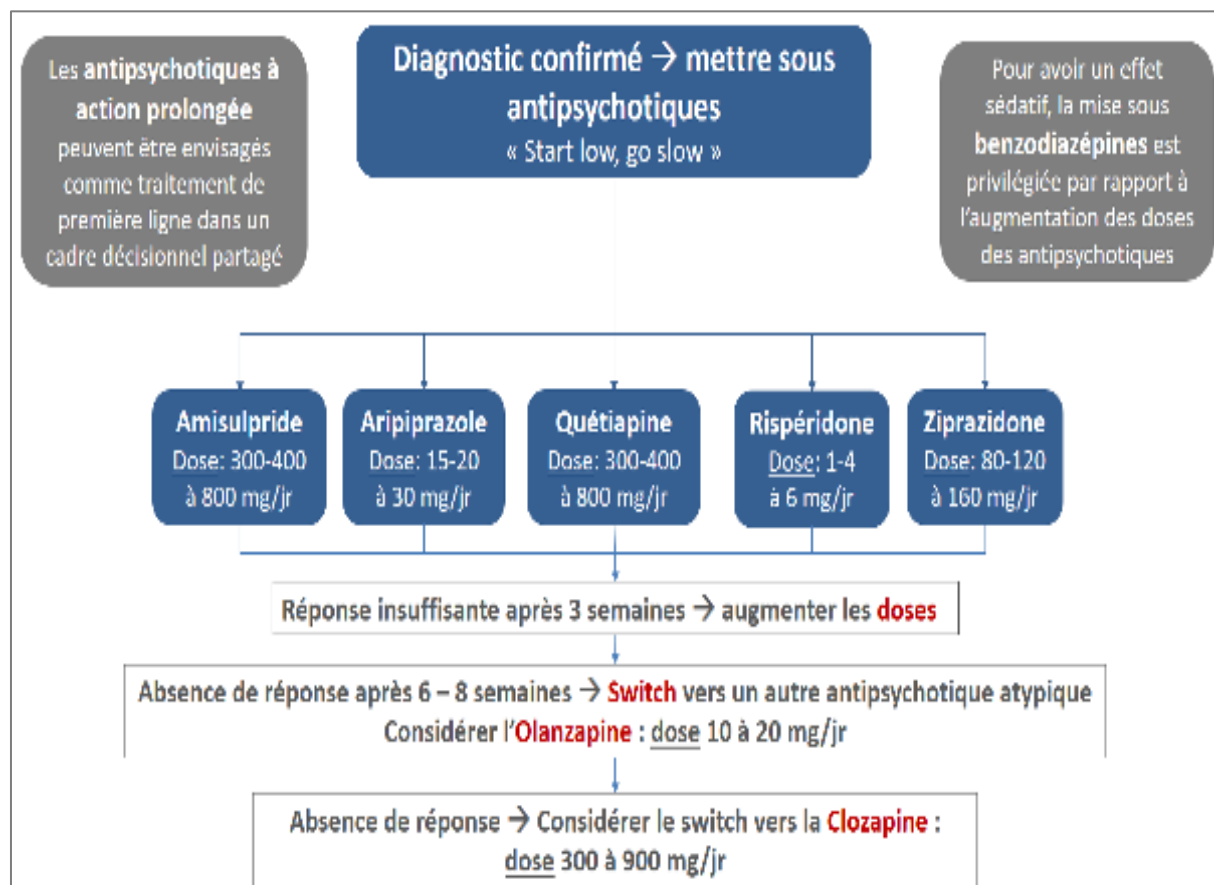 Les antipsychotiques à
action prolongée
peuvent être envisagés
comme traitement de
première ligne dans un
cadre décisionnel partagé
Diagnostic confirmé → mettre sous
antipsychotiques
« Start low, go slow »
Pour avoir un effet
sédatif, la mise sous
benzodiazépines est
privilégiée par rapport à
l'augmentation des doses
des antipsychotiques
Amisulpride
Dose: 300-400
à 800 mg/jr
Aripiprazole
Dose: 15-20
à 30 mg/jr
Quétiapine
Dose: 300-400
à 800 mg/jr
Rispéridone
Dose: 1-4
à 6 mg/jr
Ziprazidone
Dose: 80-120
à 160 mg/jr
Réponse insuffisante après 3 semaines → augmenter les doses
Absence de réponse après 6 – 8 semaines → Switch vers un autre antipsychotique atypique
Considérer l'Olanzapine : dose 10 à 20 mg/jr
Absence de réponse → Considérer le switch vers la Clozapine :
dose 300 à 900 mg/jr